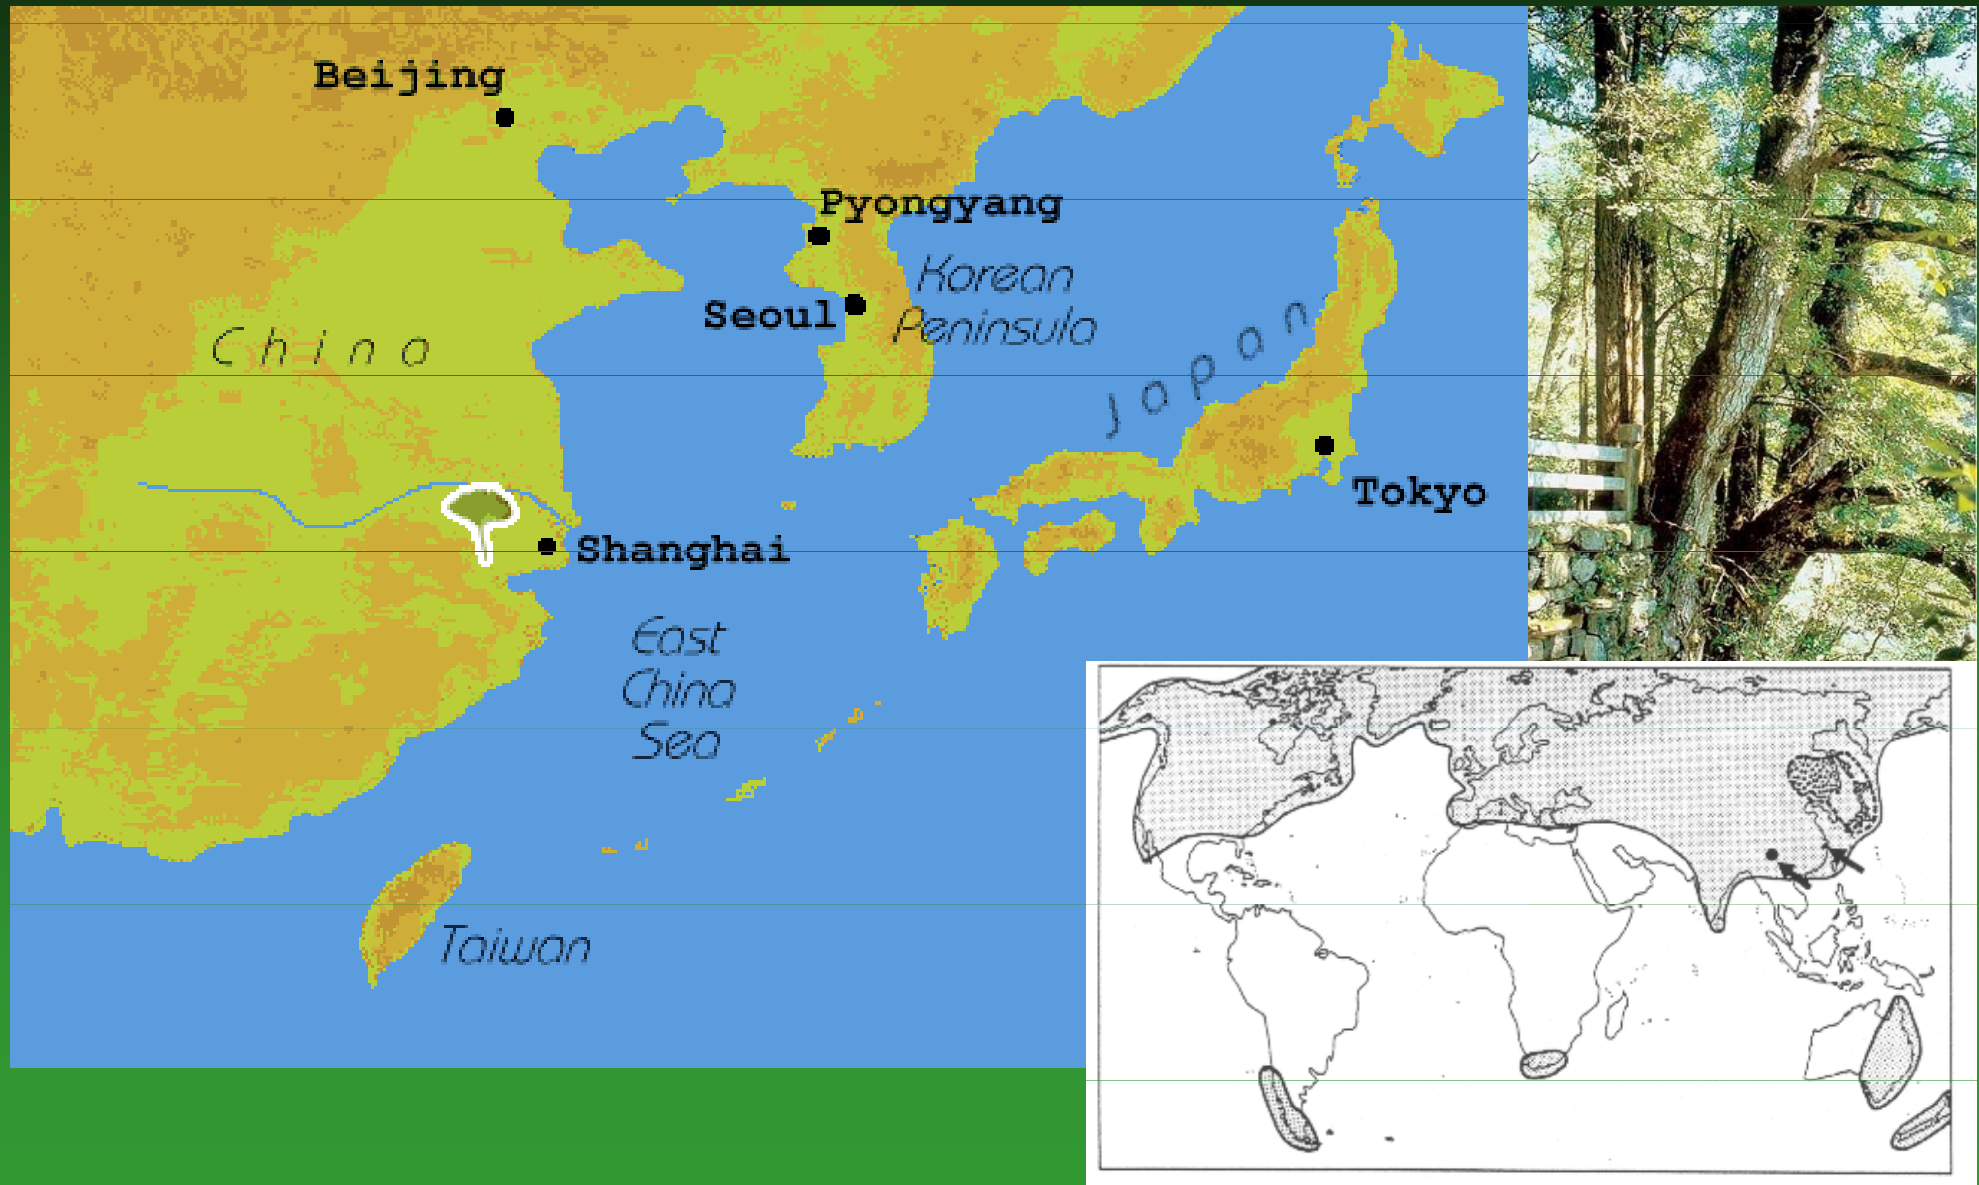 Beijing
Pyongyang
Korean
Peninsula
Seoul
China
Japan
Tokyo
Shanghai
East
China
Sea
Taiwan